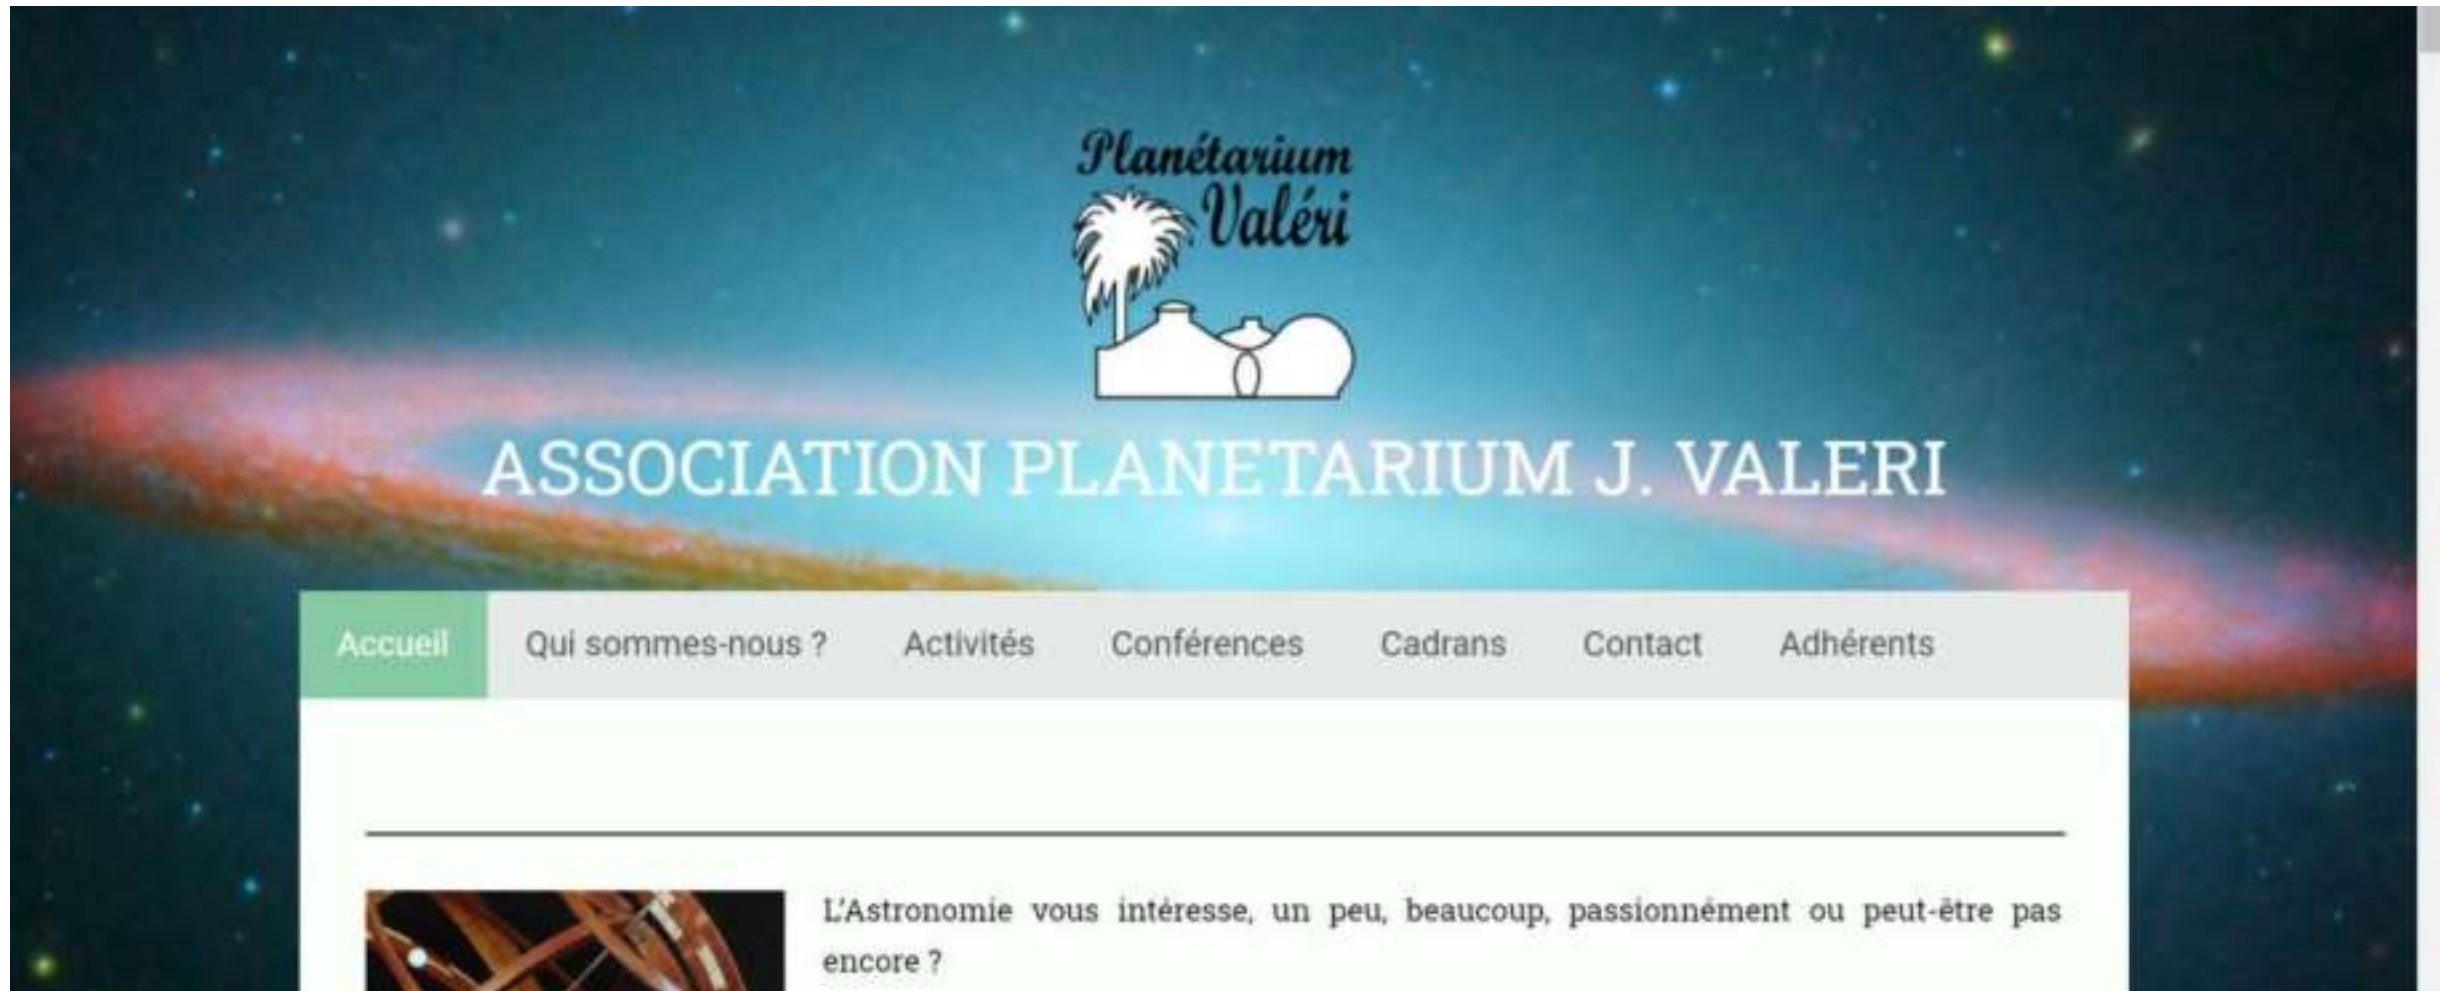 Planétarium
Valéri
ASSOCIATION PLANETARIUM J. VALERI
Accueil Qui sommes-nous ? Activités Conférences Cadrans Contact Adhérents
L'Astronomie vous intéresse, un peu, beaucoup, passionnément ou peut-être pas
encore ?